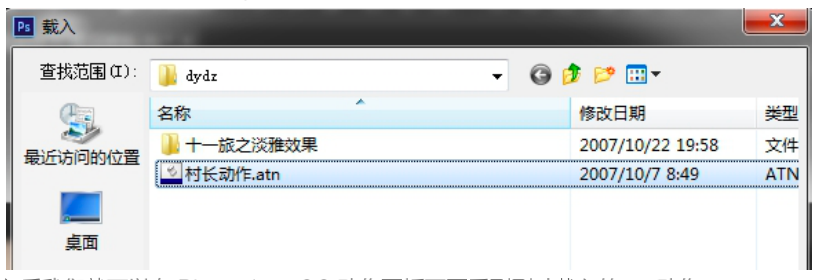 Ps 载入
查找范围(I): dydz
名称 修改日期 类型
最近访问的位置
十一旅之淡雅效果 2007/10/22 19:58 文件
村长动作.atn 2007/10/7 8:49 ATN
桌面